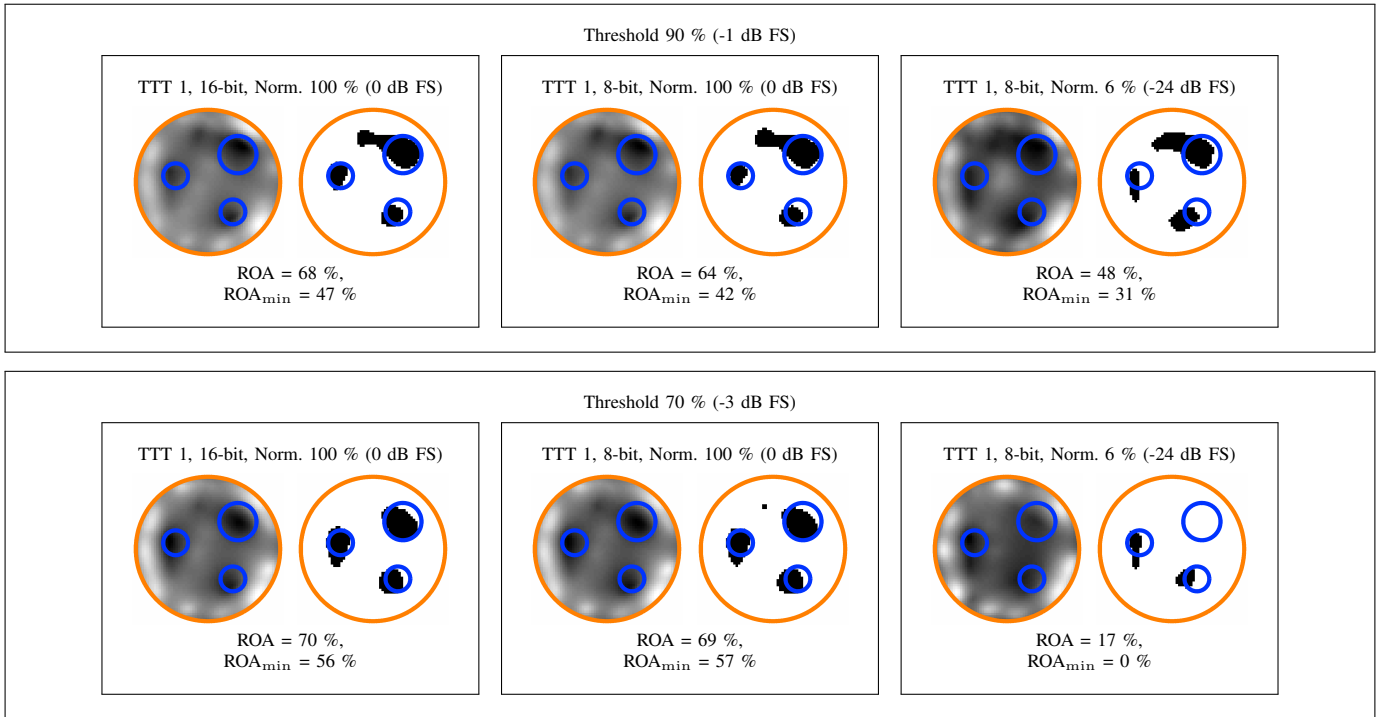 Threshold 90 % (-1 dB FS)
TTT 1, 16-bit, Norm. 100 % (0 dB FS)
ROA = 68 %,
ROAmin = 47 %
TTT 1, 8-bit, Norm. 100 % (0 dB FS)
ROA = 64 %,
ROAmin = 42 %
TTT 1, 8-bit, Norm. 6 % (-24 dB FS)
ROA = 48 %,
ROAmin = 31 %
Threshold 70 % (-3 dB FS)
TTT 1, 16-bit, Norm. 100 % (0 dB FS)
ROA = 70 %,
ROAmin = 56 %
TTT 1, 8-bit, Norm. 100 % (0 dB FS)
ROA = 69 %,
ROAmin = 57 %
TTT 1, 8-bit, Norm. 6 % (-24 dB FS)
ROA = 17 %,
ROAmin = 0 %